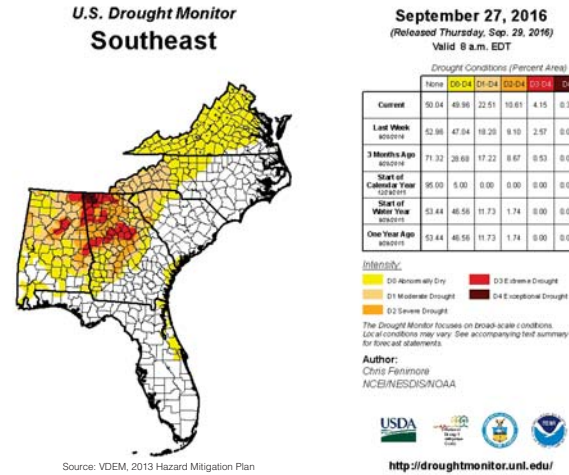 U.S. Drought Monitor
Southeast
September 27, 2016
(Released Thursday, Sep. 29, 2016)
Valid 8 a.m. EDT
Drought Conditions (Percent Area)
None D0-D4 D1-D4 D2-D4 D3-D4
Current 50.04 49.96 22.51 10.61 4.15
Last Week 52.96 47.04 19.20 9.10 2.57
3 Months Ago 71.32 28.68 17.22 8.67 0.53
Start of Calendar Year 95.00 5.00 0.00 0.00 0.00
Start of Water Year 53.44 46.56 11.73 1.74 0.00
One Year Ago 53.44 46.56 11.73 1.74 0.00
Intensity:
D0 Abnormally Dry D3 Extreme Drought
D1 Moderate Drought D4 Exceptional Drought
D2 Severe Drought
The Drought Monitor focuses on broad-scale conditions.
Local conditions may vary. See accompanying text summary
for forecast statements.
Author:
Chris Fenimore
NCEI/NESDIS/NOAA
USDA
http://droughtmonitor.unl.edu/
Source: VDEM, 2013 Hazard Mitigation Plan